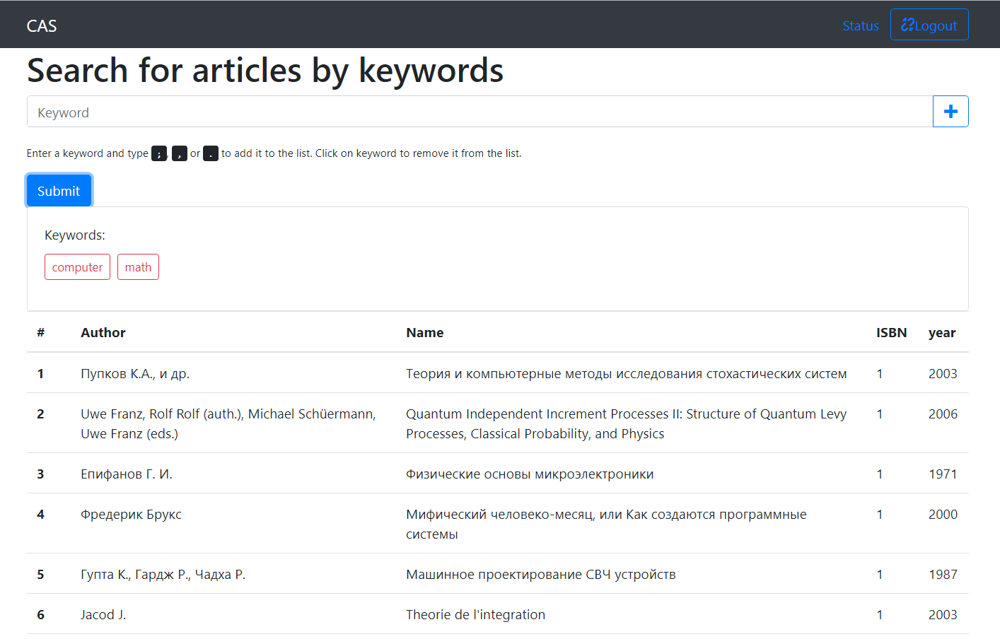 CAS Status Logout
Search for articles by keywords
Keyword
Enter a keyword and type ; , , or . to add it to the list. Click on keyword to remove it from the list.
Submit
Keywords:
computer math
# Author Name ISBN year
1 Пупков К.А., и др. Теория и компьютерные методы исследования стохастических систем 1 2003
2 Uwe Franz, Rolf Rolf (auth.), Michael Schüermann, Quantum Independent Increment Processes II: Structure of Quantum Levy 1 2006
Uwe Franz (eds.) Processes, Classical Probability, and Physics
3 Епифанов Г. И. Физические основы микроэлектроники 1 1971
4 Фредерик Брукс Мифический человеко-месяц, или Как создаются программные 1 2000
системы
5 Гупта К., Гардж Р., Чадха Р. Машинное проектирование СВЧ устройств 1 1987
6 Jacod J. Theorie de l'integration 1 2003